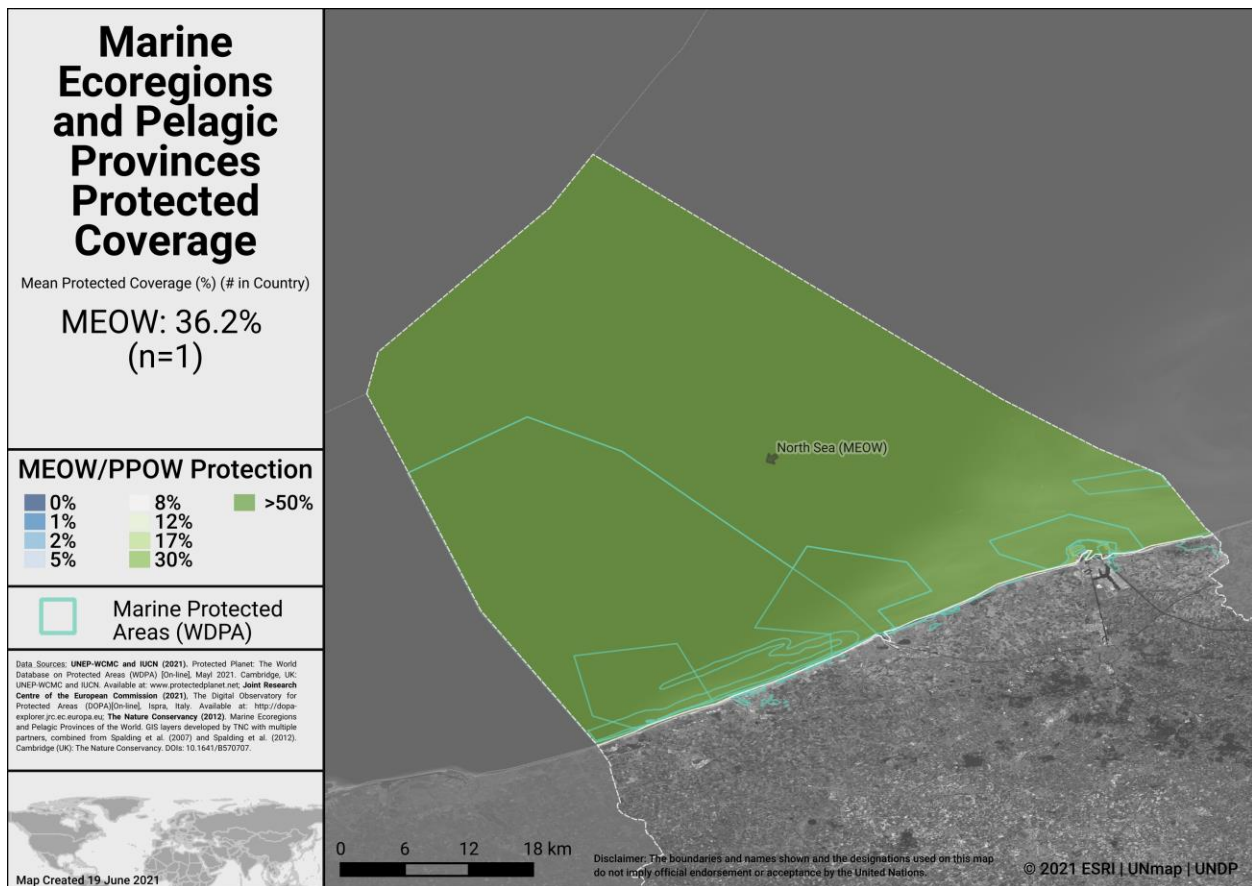 Marine
Ecoregions
and Pelagic
Provinces
Protected
Coverage
Mean Protected Coverage (%) (# in Country)
MEOW: 36.2%
(n=1)
MEOW/PPOW Protection
0%
1%
2%
5%
8%
12%
17%
30%
>50%
Marine Protected
Areas (WDPA)
Data Sources: UNEP-WCMC and IUCN (2021). Protected Planet: The World
Database on Protected Areas (WDPA) [On-line], Mayl 2021. Cambridge, UK:
UNEP-WCMC and IUCN. Available at: www.protectedplanet.net; Joint Research
Centre of the European Commission (2021), The Digital Observatory for
Protected Areas (DOPA)[On-line], Ispra, Italy. Available at: http://dopa-
explorer.jrc.ec.europa.eu; The Nature Conservancy (2012). Marine Ecoregions
and Pelagic Provinces of the World. GIS layers developed by TNC with multiple
partners, combined from Spalding et al. (2007) and Spalding et al. (2012).
Cambridge (UK): The Nature Conservancy. DOIs: 10.1641/B570707.
Map Created 19 June 2021
North Sea (MEOW)
0 6 12 18 km
Disclaimer: The boundaries and names shown and the designations used on this map
do not imply official endorsement or acceptance by the United Nations.
© 2021 ESRI | UNmap | UNDP